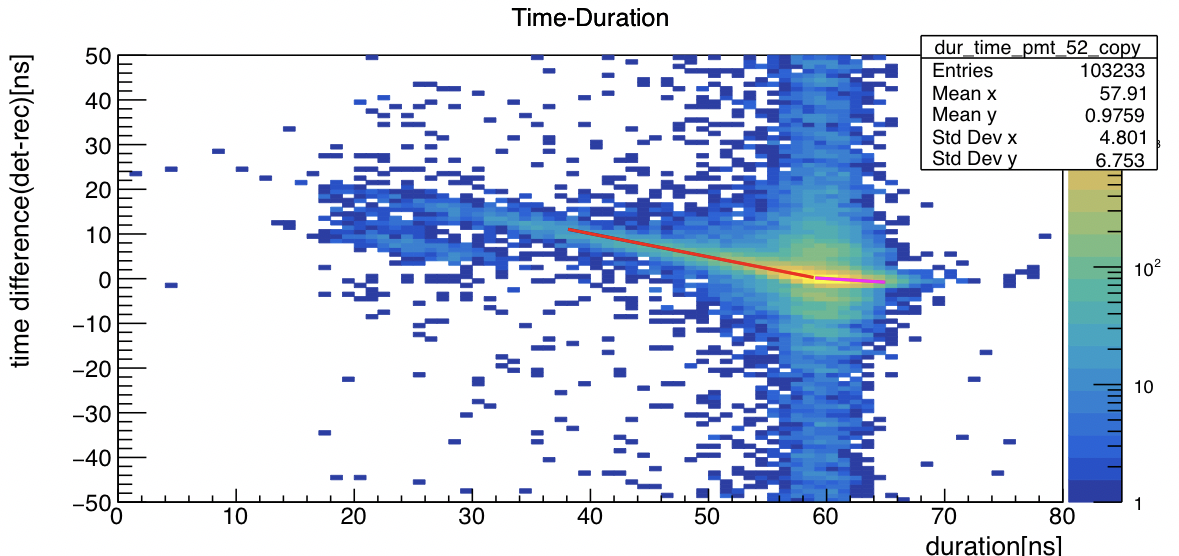 Time-Duration
dur_time_pmt_52_copy
Entries 103233
Mean x 57.91
Mean y 0.9759
Std Dev x 4.801
Std Dev y 6.753
time difference(det-rec)[ns]
50
40
30
20
10
0
−10
−20
−30
−40
−50
0 10 20 30 40 50 60 70 80
duration[ns]
10²
10
1